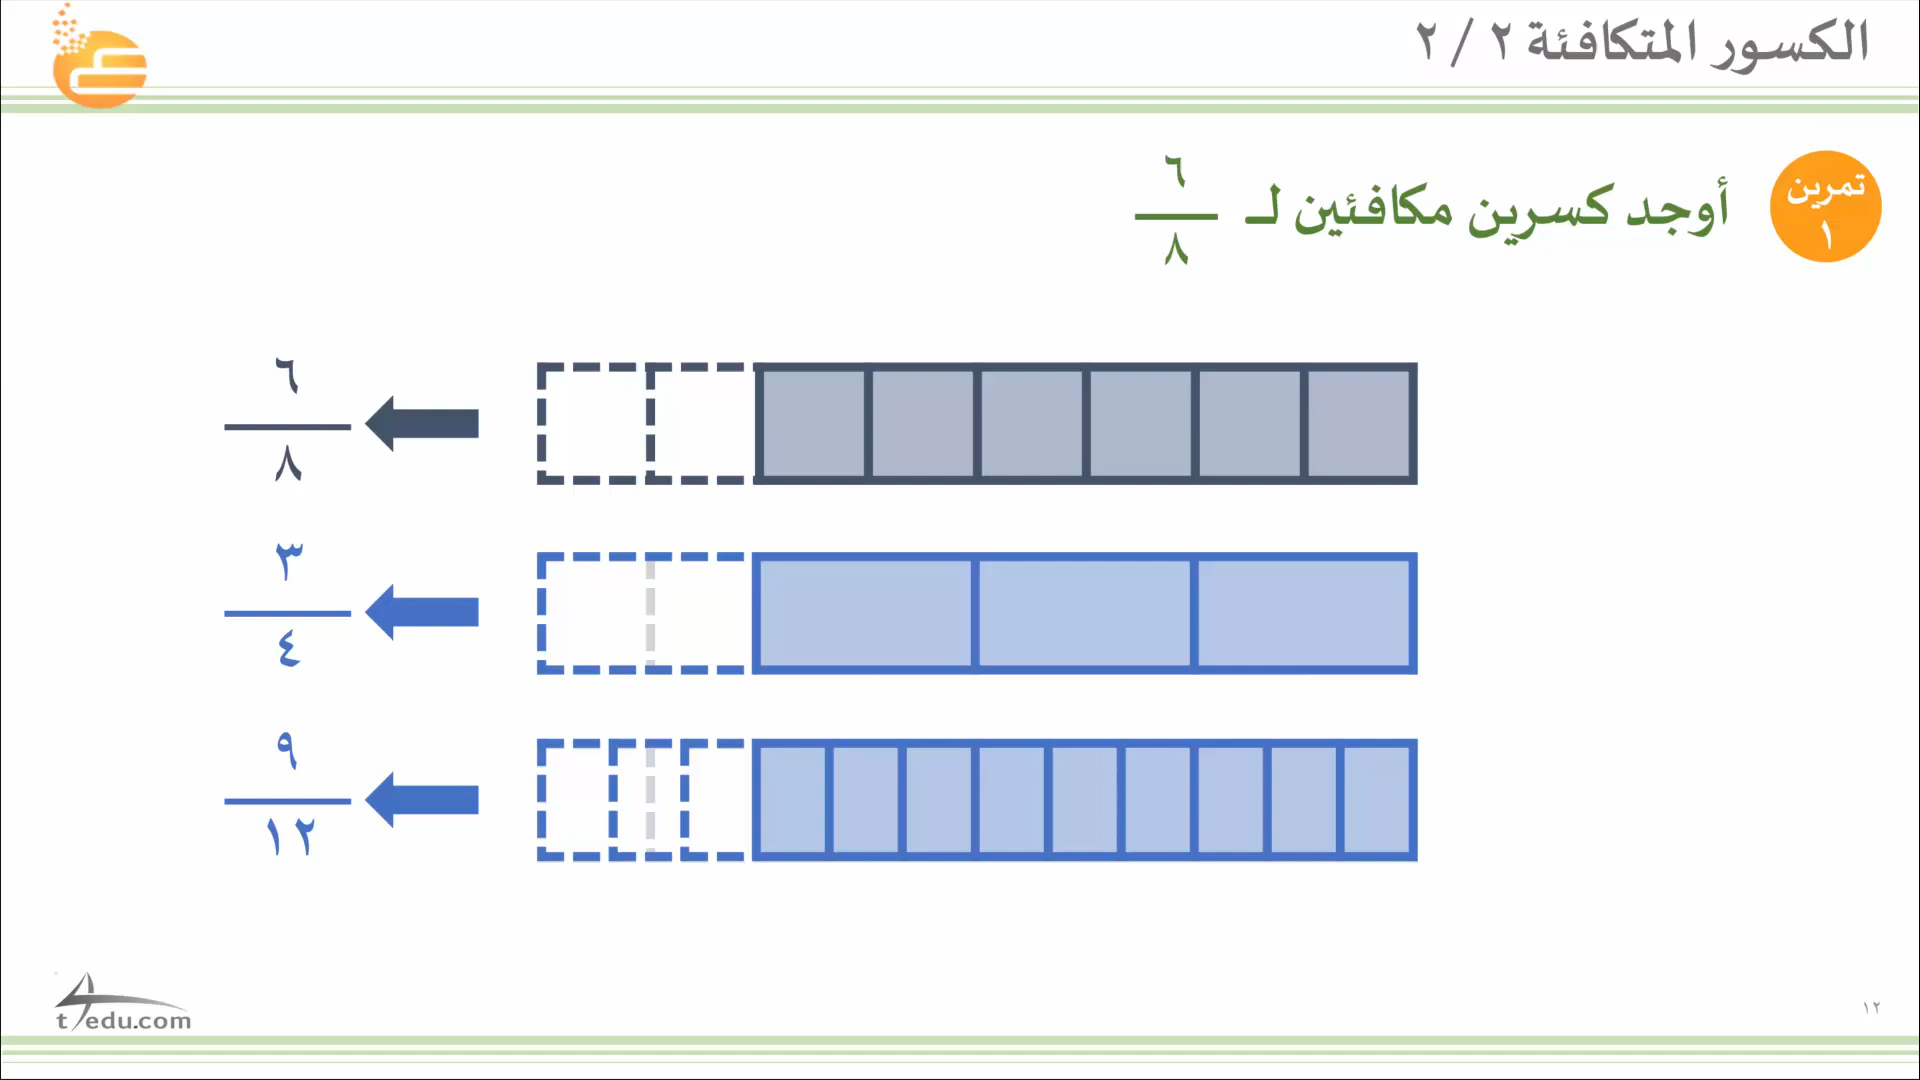 الكسور المتكافئة ٢ / ٢
تمرين
١
أوجد كسرين مكافئين لـ
٦
٨
٦
٨
٣
٤
٩
١٢
t4edu.com
١٢